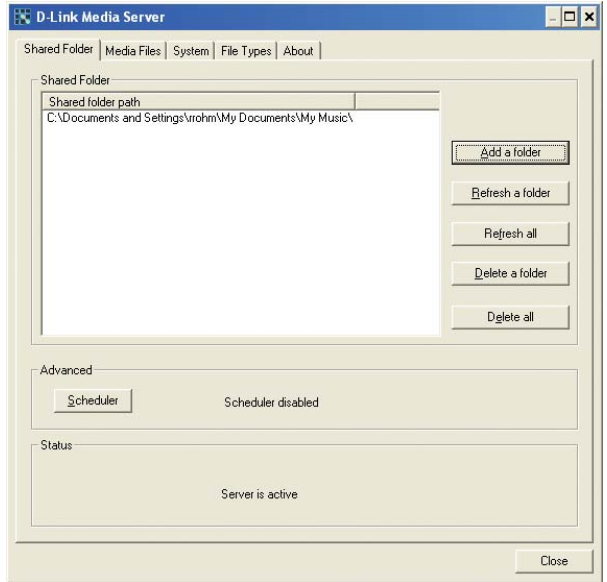 D-Link Media Server
Shared Folder Media Files System File Types About
Shared Folder
Shared folder path
C:\Documents and Settings\rrohm\My Documents\My Music\
Add a folder
Refresh a folder
Refresh all
Delete a folder
Delete all
Advanced
Scheduler Scheduler disabled
Status
Server is active
Close